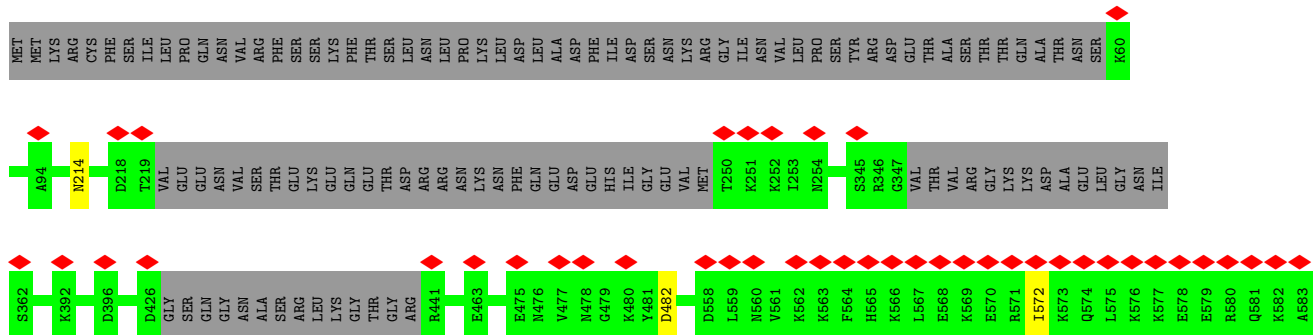 MET MET LYS ARG CYS PHE SER ILE LEU PRO GLN ASN VAL ARG PHE SER SER LYS PHE THR SER LEU ASN LEU PRO LYS LEU ASP LEU ALA ASP PHE ILE ASP SER ASN LYS ARG GLY ILE ASN VAL LEU PRO SER TYR ARG ASP GLU THR ALA SER THR THR GLN ALA THR ASN SER K60
A94 N214 D218 T219 VAL GLU GLU ASN VAL SER THR GLU LYS GLU GLN GLU THR ASP ARG ARG ASN LYS ASN PHE GLN GLU ASP GLU HIS ILE GLY GLU VAL MET T250 K251 K252 I253 N254 S345 R346 G347 VAL THR VAL ARG GLY LYS LYS ASP ALA GLU LEU GLY ASN ILE
S362 K392 D396 D426 GLY SER GLN GLY ASN ALA SER ARG LEU LYS GLY THR GLY ARG R441 E463 E475 N476 V477 N478 G479 K480 Y481 D482 D558 L559 N560 V561 K562 K563 F564 H565 K566 L567 E568 K569 E570 R571 I572 K573 Q574 L575 K576 K577 E578 E579 R580 Q581 K582 A583